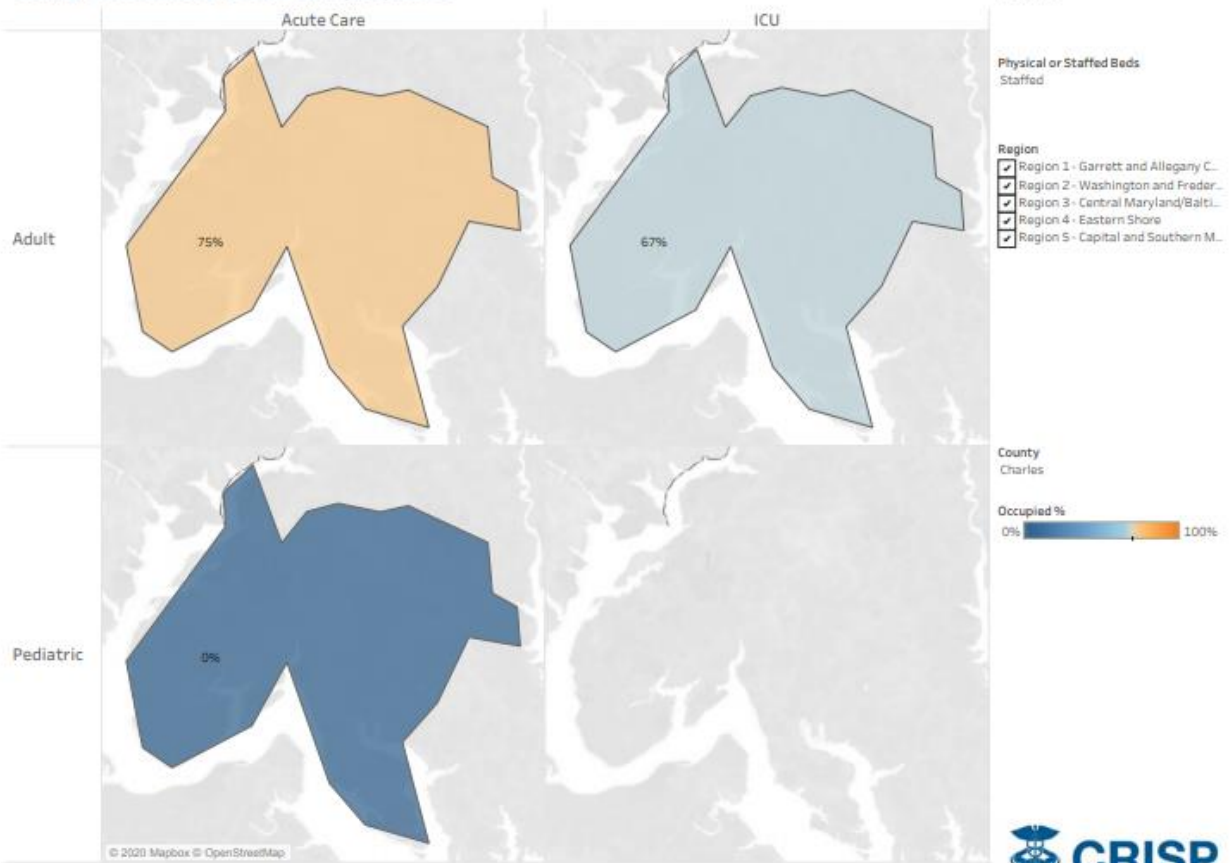 Acute Care
ICU
Physical or Staffed Beds
Staffed
Region
✔ Region 1 - Garrett and Allegany C...
✔ Region 2 - Washington and Freder...
✔ Region 3 - Central Maryland/Balti...
✔ Region 4 - Eastern Shore
✔ Region 5 - Capital and Southern M...
Adult
75%
67%
County
Charles
Occupied %
0% 100%
Pediatric
0%
© 2020 Mapbox © OpenStreetMap
CRISP